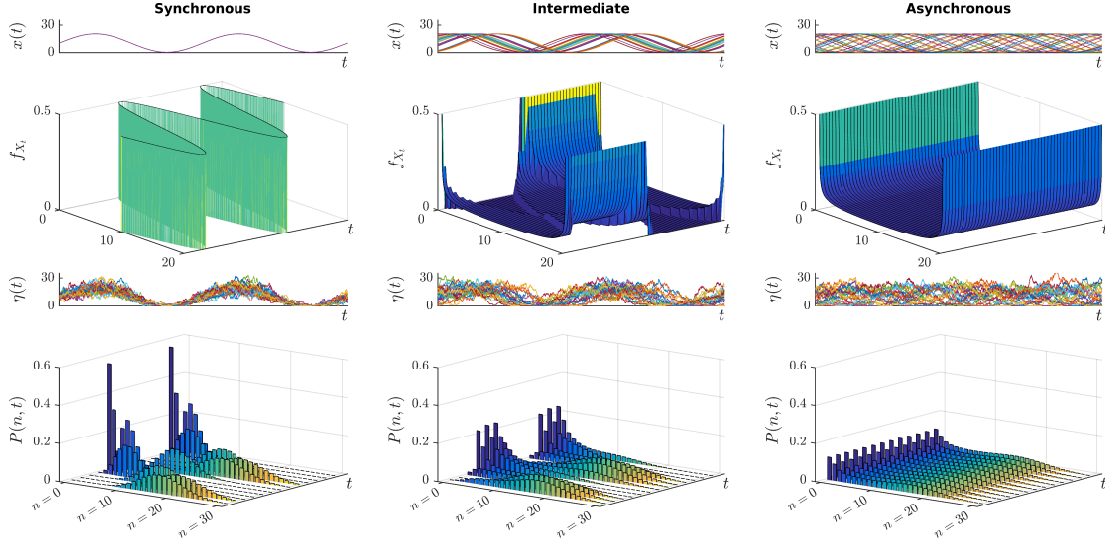 Synchronous Intermediate Asynchronous
30 30 30
x(t) x(t) x(t)
0 0 0
t t t
0.5 0.5 0.5
f_{X_t} f_{X_t} f_{X_t}
0 0 0
0 t 0 t 0 t
10 10 10
20 20 20
30 30 30
η(t) η(t) η(t)
0 0 0
t t t
0.6 0.6 0.6
0.4 0.4 0.4
P(n, t) P(n, t) P(n, t)
0.2 0.2 0.2
0 0 0
t t t
n = 0 n = 0 n = 0
n = 10 n = 10 n = 10
n = 20 n = 20 n = 20
n = 30 n = 30 n = 30